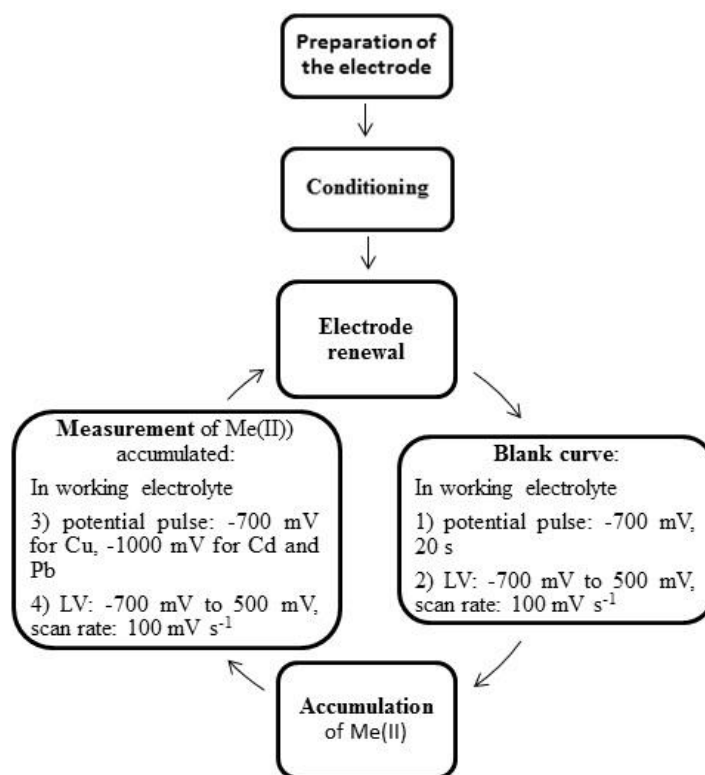 Preparation of
the electrode
Conditioning
Electrode
renewal
Blank curve:
In working electrolyte
1) potential pulse: -700 mV,
20 s
2) LV: -700 mV to 500 mV,
scan rate: 100 mV s⁻¹
Accumulation
of Me(II)
Measurement of Me(II))
accumulated:
In working electrolyte
3) potential pulse: -700 mV
for Cu, -1000 mV for Cd and
Pb
4) LV: -700 mV to 500 mV,
scan rate: 100 mV s⁻¹